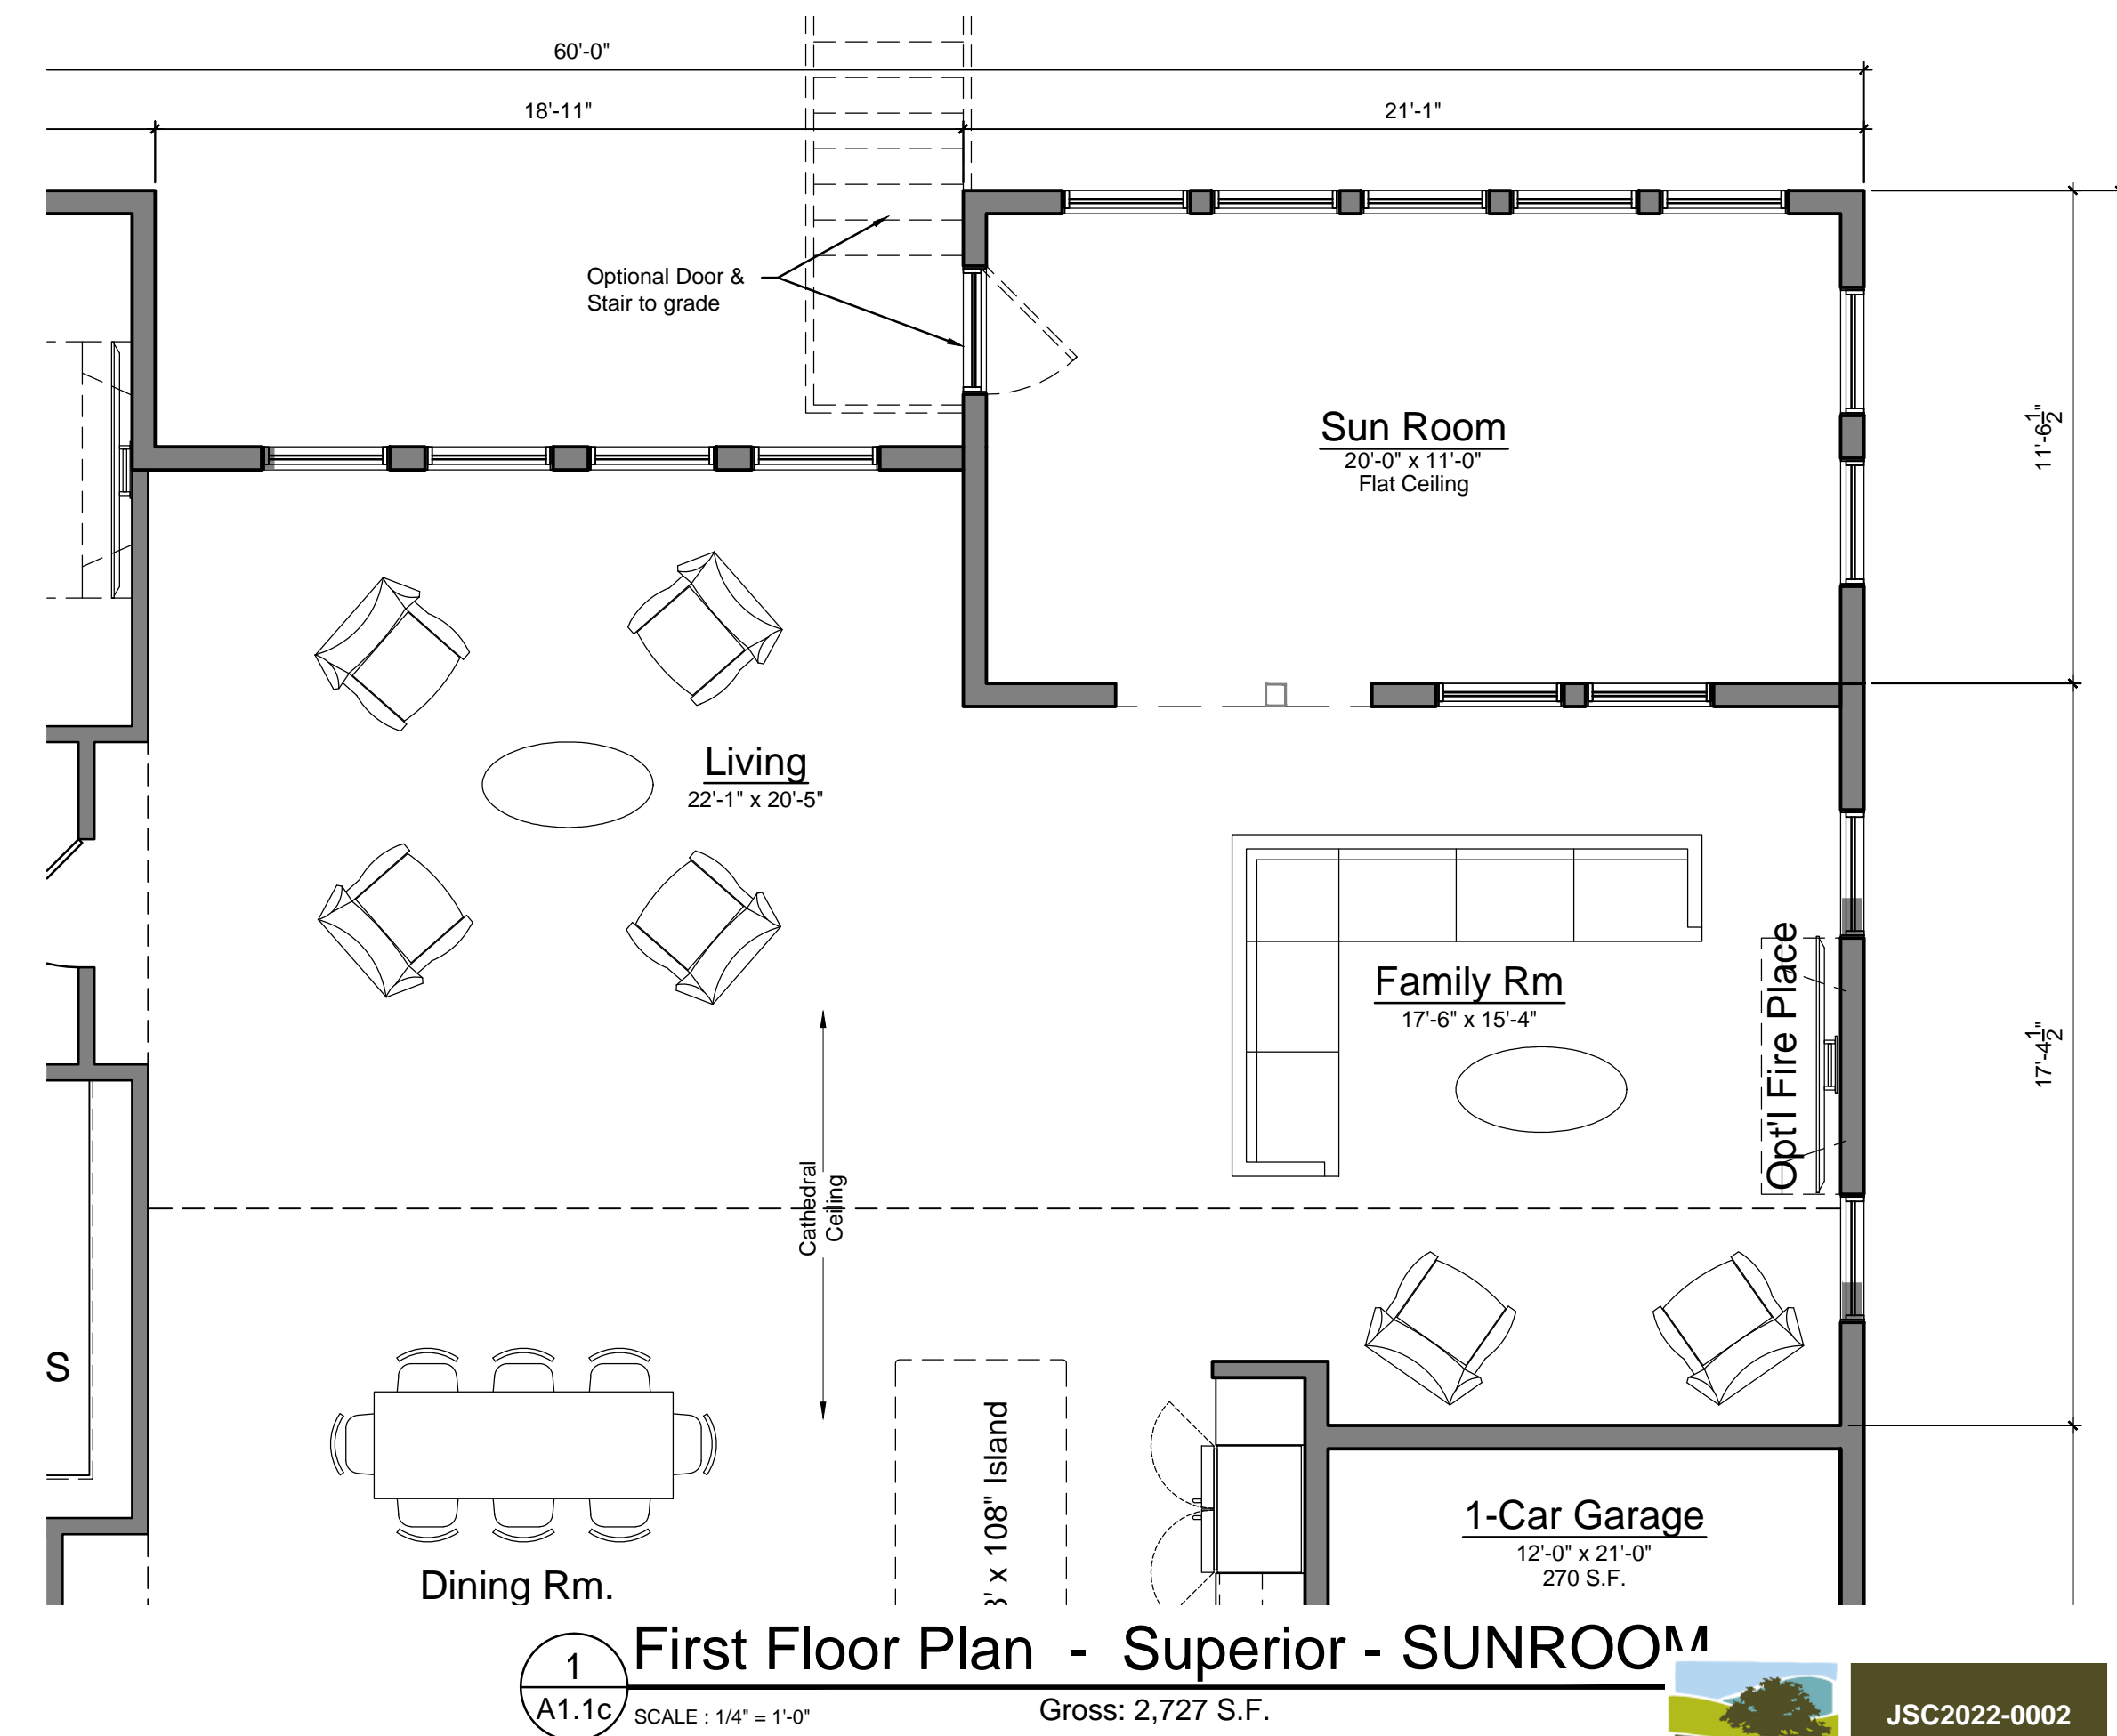 60'-0"
18'-11"
21'-1"
Optional Door &
Stair to grade
Sun Room
20'-0" x 11'-0"
Flat Ceiling
11'-6 1/2"
Living
22'-1" x 20'-5"
Family Rm
17'-6" x 15'-4"
Opt'l Fire Place
17'-4 1/2"
Cathedral
Ceiling
S
x 108" Island
1-Car Garage
12'-0" x 21'-0"
270 S.F.
Dining Rm.
1
A1.1c
First Floor Plan - Superior - SUNROOM
SCALE : 1/4" = 1'-0"
Gross: 2,727 S.F.
JSC2022-0002